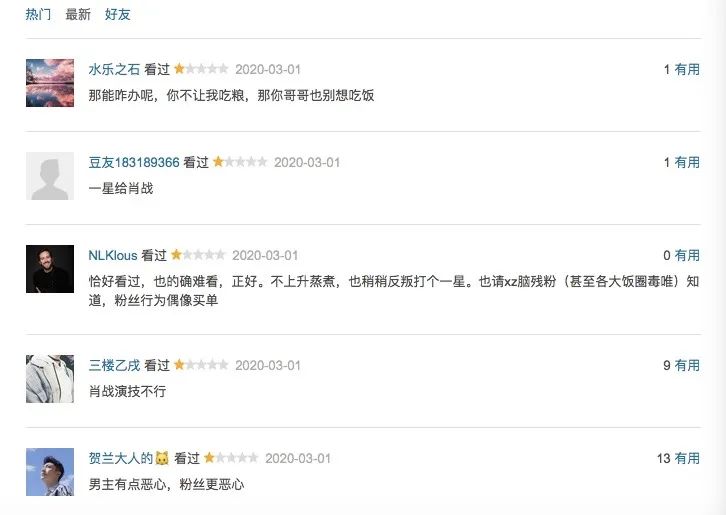 热门 最新 好友
水乐之石 看过 2020-03-01 1 有用
那能咋办呢，你不让我吃粮，那你哥哥也别想吃饭
豆友183189366 看过 2020-03-01 1 有用
一星给肖战
NLKlous 看过 2020-03-01 0 有用
恰好看过，也的确难看，正好。不上升蒸煮，也稍稍反叛打个一星。也请xz脑残粉（甚至各大饭圈毒唯）知
道，粉丝行为偶像买单
三楼乙戌 看过 2020-03-01 9 有用
肖战演技不行
贺兰大人的🐱 看过 2020-03-01 13 有用
男主有点恶心，粉丝更恶心